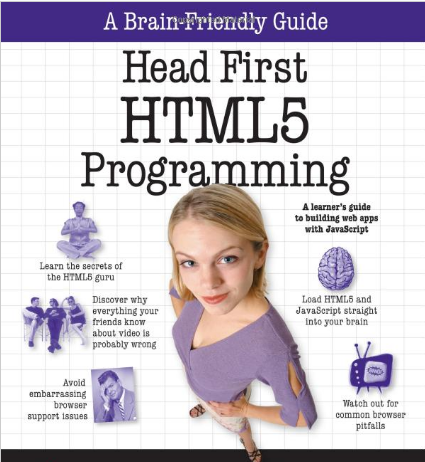 A Brain-Friendly Guide
Head First
HTML5
Programming
A learner's guide
to building web apps
with JavaScript
Learn the secrets of
the HTML5 guru
Load HTML5 and
JavaScript straight
into your brain
Discover why
everything your
friends know
about video is
probably wrong
Avoid
embarrassing
browser
support issues
Watch out for
common browser
pitfalls